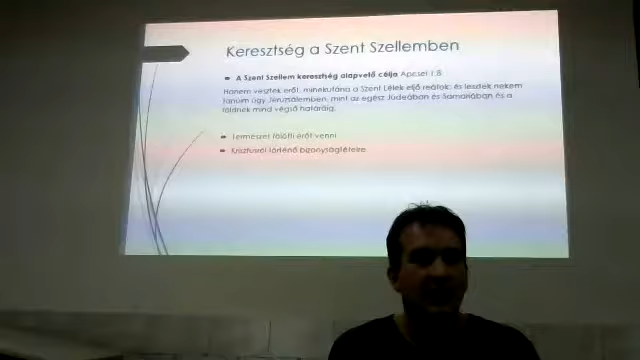 Keresztség a Szent Szellemben
A Szent Szellem keresztség alapvető célja Apcsel 1.8.
Hanem vesztek erőt, minekutána a Szent Lélek eljő reátok: és lesztek nekem
tanúim úgy Jeruzsálemben, mint az egész Júdeában és Samáriában és a
földnek mind végső határáig.
Természet fölötti erőt venni
Krisztusról történő bizonyságtételre